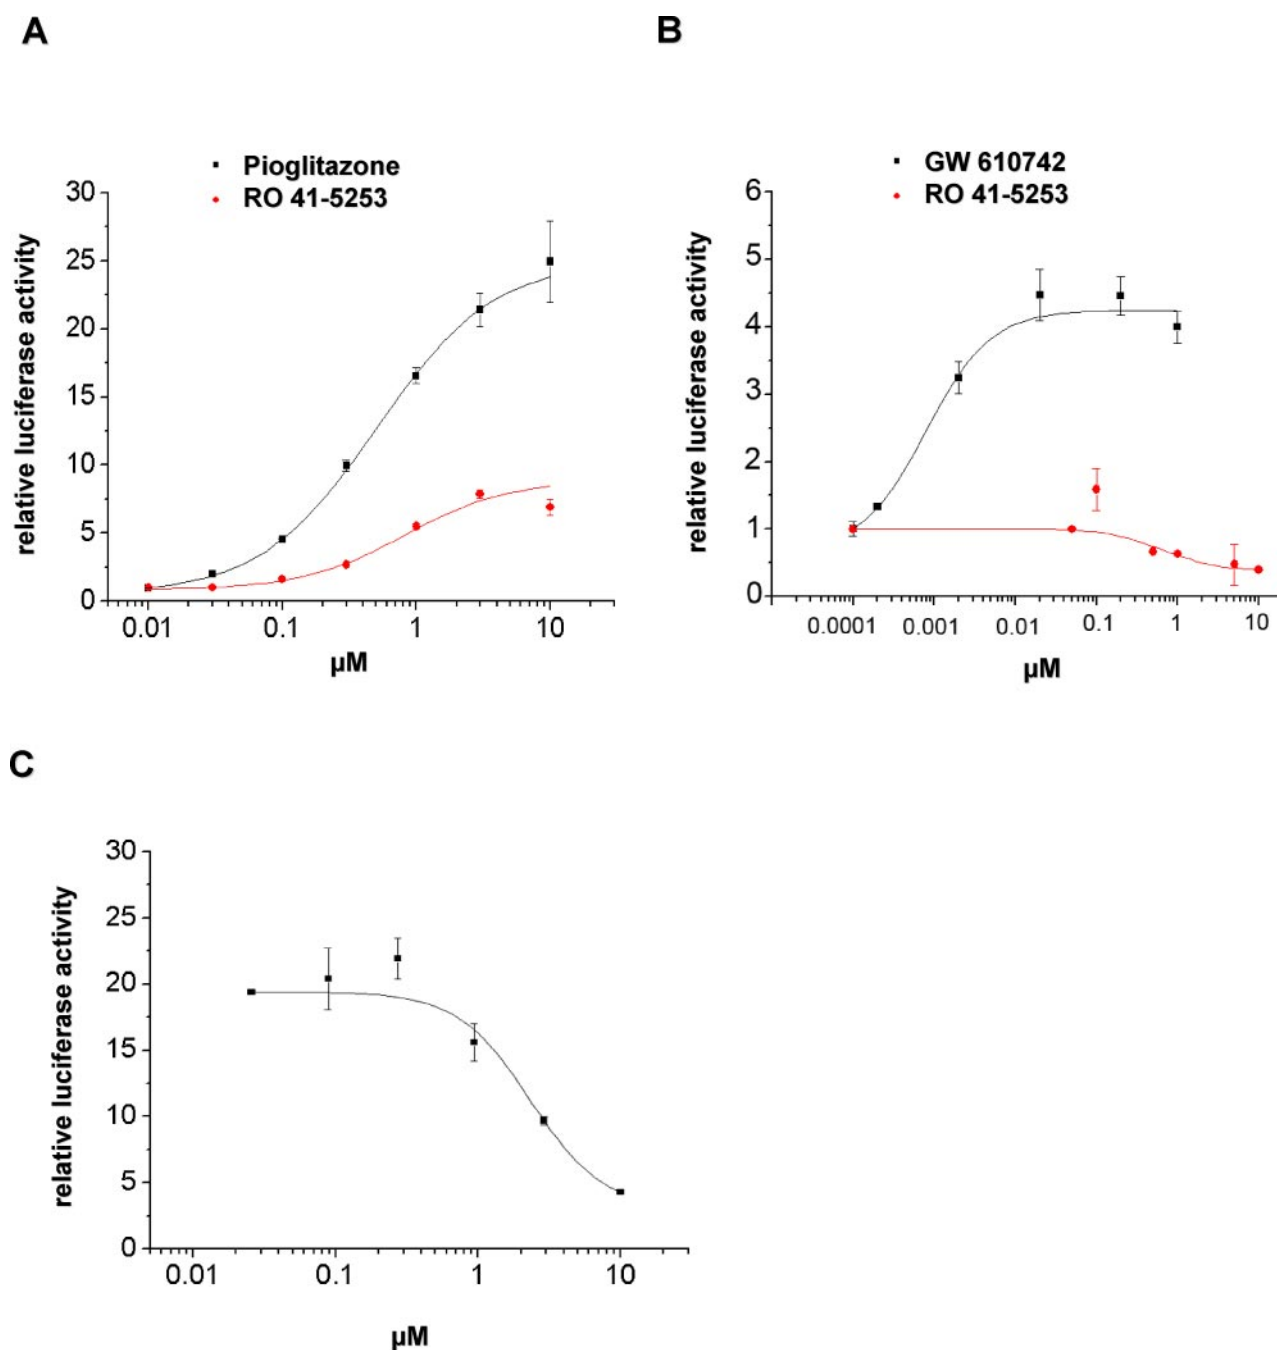 A
B
Pioglitazone
RO 41-5253
GW 610742
RO 41-5253
relative luciferase activity
30
25
20
15
10
5
0
0.01 0.1 1 10
µM
relative luciferase activity
6
5
4
3
2
1
0
0.0001 0.001 0.01 0.1 1 10
µM
C
relative luciferase activity
30
25
20
15
10
5
0
0.01 0.1 1 10
µM